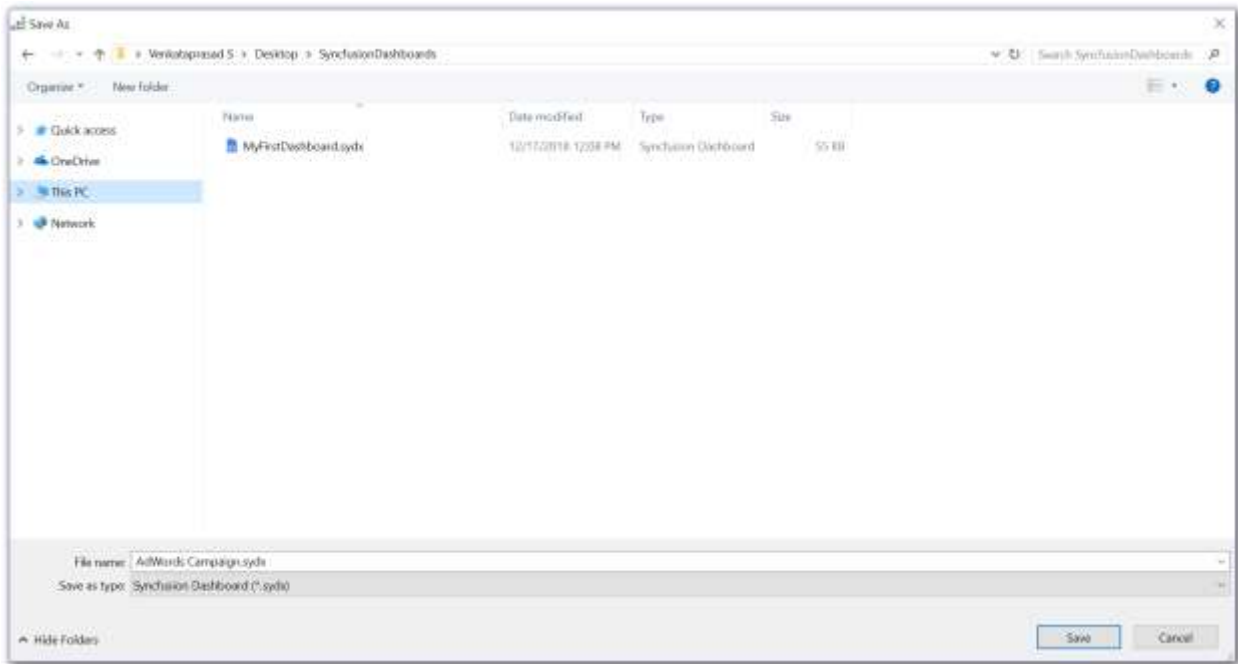 Save As
Venkataprasad S > Desktop > SyncfusionDashboards
Search SyncfusionDashboards
Organize
New folder
Name
Date modified
Type
Size
Quick access
MyFirstDashboard.sydx
12/17/2018 12:08 PM
Syncfusion Dashboard
55 KB
OneDrive
This PC
Network
File name: AdWords Campaign.sydx
Save as type: Syncfusion Dashboard (*.sydx)
Hide Folders
Save
Cancel